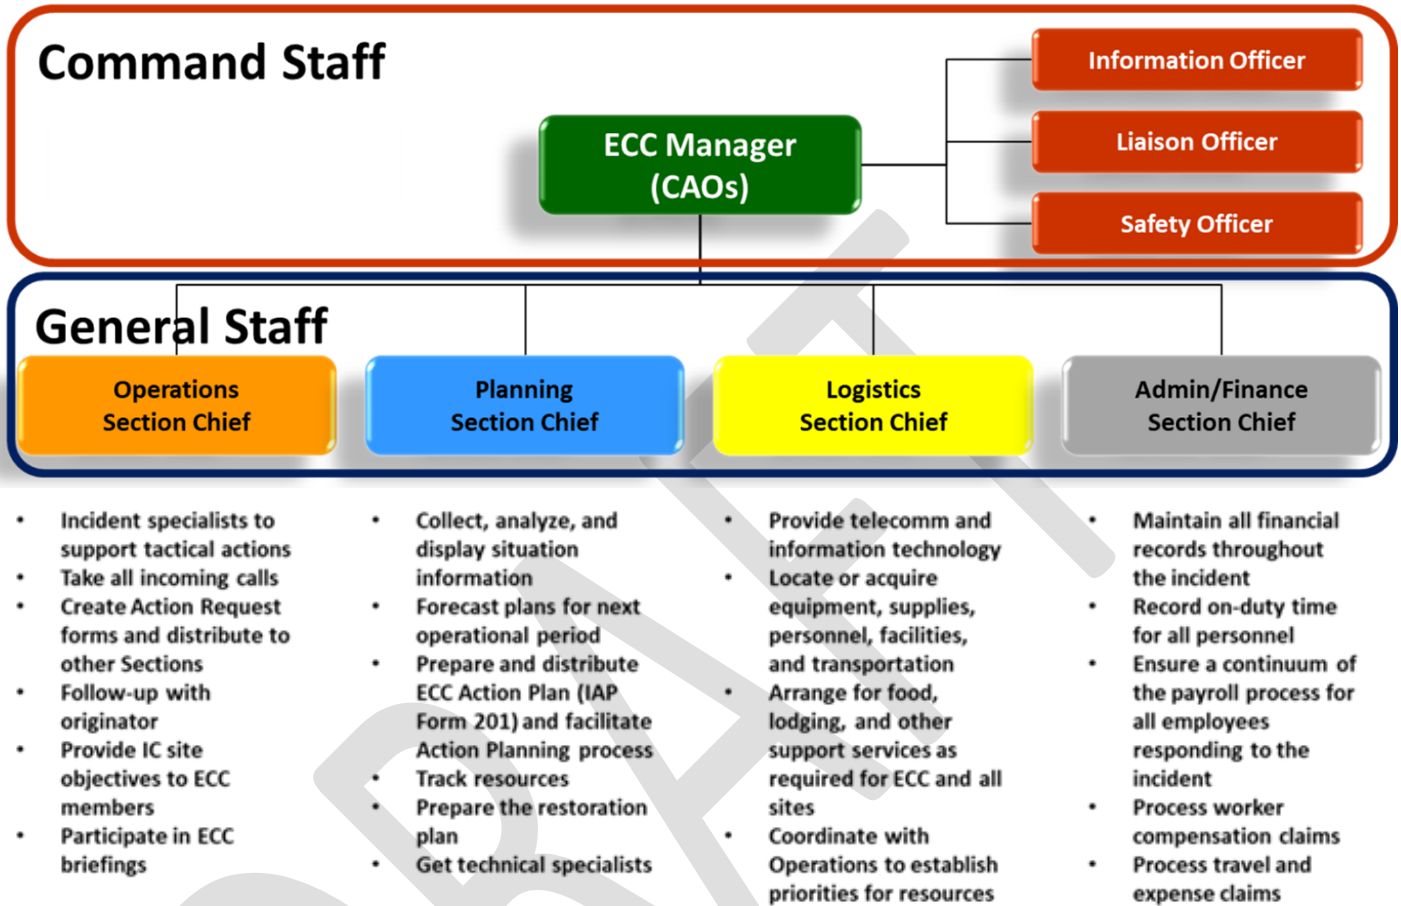 Command Staff
Information Officer
ECC Manager
(CAOs)
Liaison Officer
Safety Officer
General Staff
Operations
Section Chief
Planning
Section Chief
Logistics
Section Chief
Admin/Finance
Section Chief
• Incident specialists to
support tactical actions
• Take all incoming calls
• Create Action Request
forms and distribute to
other Sections
• Follow-up with
originator
• Provide IC site
objectives to ECC
members
• Participate in ECC
briefings
• Collect, analyze, and
display situation
information
• Forecast plans for next
operational period
• Prepare and distribute
ECC Action Plan (IAP
Form 201) and facilitate
Action Planning process
• Track resources
• Prepare the restoration
plan
• Get technical specialists
• Provide telecomm and
information technology
• Locate or acquire
equipment, supplies,
personnel, facilities,
and transportation
• Arrange for food,
lodging, and other
support services as
required for ECC and all
sites
• Coordinate with
Operations to establish
priorities for resources
• Maintain all financial
records throughout
the incident
• Record on-duty time
for all personnel
• Ensure a continuum of
the payroll process for
all employees
responding to the
incident
• Process worker
compensation claims
• Process travel and
expense claims
DRAFT